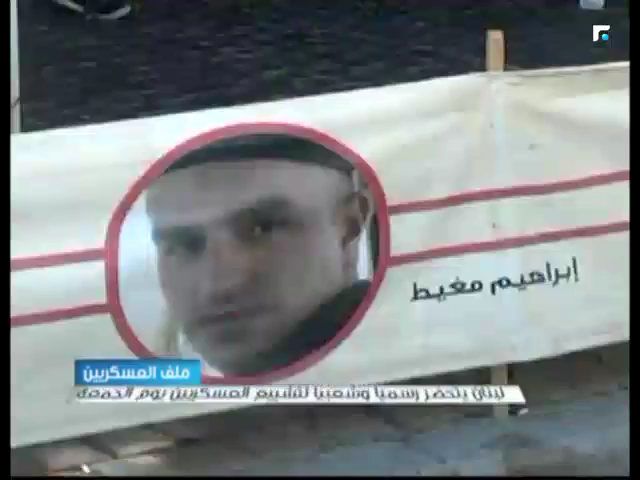 إبراهيم مغيط
ملف العسكريين
لبنان يتحضر رسمياً وشعبياً لتشييع العسكريين يوم الجمعة